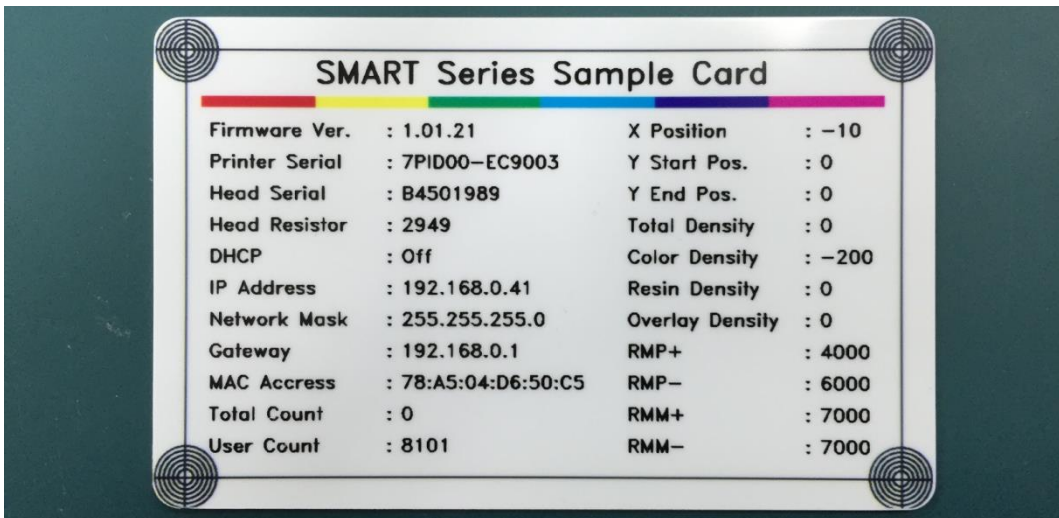 SMART Series Sample Card
Firmware Ver. : 1.01.21
Printer Serial : 7PID00-EC9003
Head Serial : B4501989
Head Resistor : 2949
DHCP : Off
IP Address : 192.168.0.41
Network Mask : 255.255.255.0
Gateway : 192.168.0.1
MAC Accress : 78:A5:04:D6:50:C5
Total Count : 0
User Count : 8101
X Position : -10
Y Start Pos. : 0
Y End Pos. : 0
Total Density : 0
Color Density : -200
Resin Density : 0
Overlay Density : 0
RMP+ : 4000
RMP- : 6000
RMM+ : 7000
RMM- : 7000